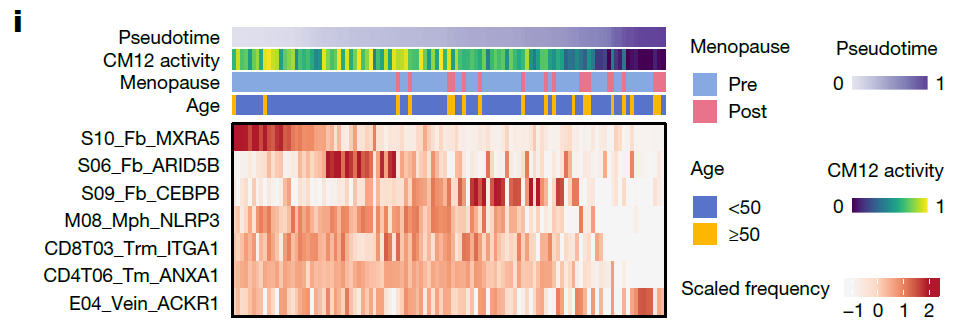 i
Pseudotime
CM12 activity
Menopause
Age
S10_Fb_MXRA5
S06_Fb_ARID5B
S09_Fb_CEBPB
M08_Mph_NLRP3
CD8T03_Trm_ITGA1
CD4T06_Tm_ANXA1
E04_Vein_ACKR1
Menopause
Pre
Post
Pseudotime
0 1
Age
<50
≥50
CM12 activity
0 1
Scaled frequency
−1 0 1 2